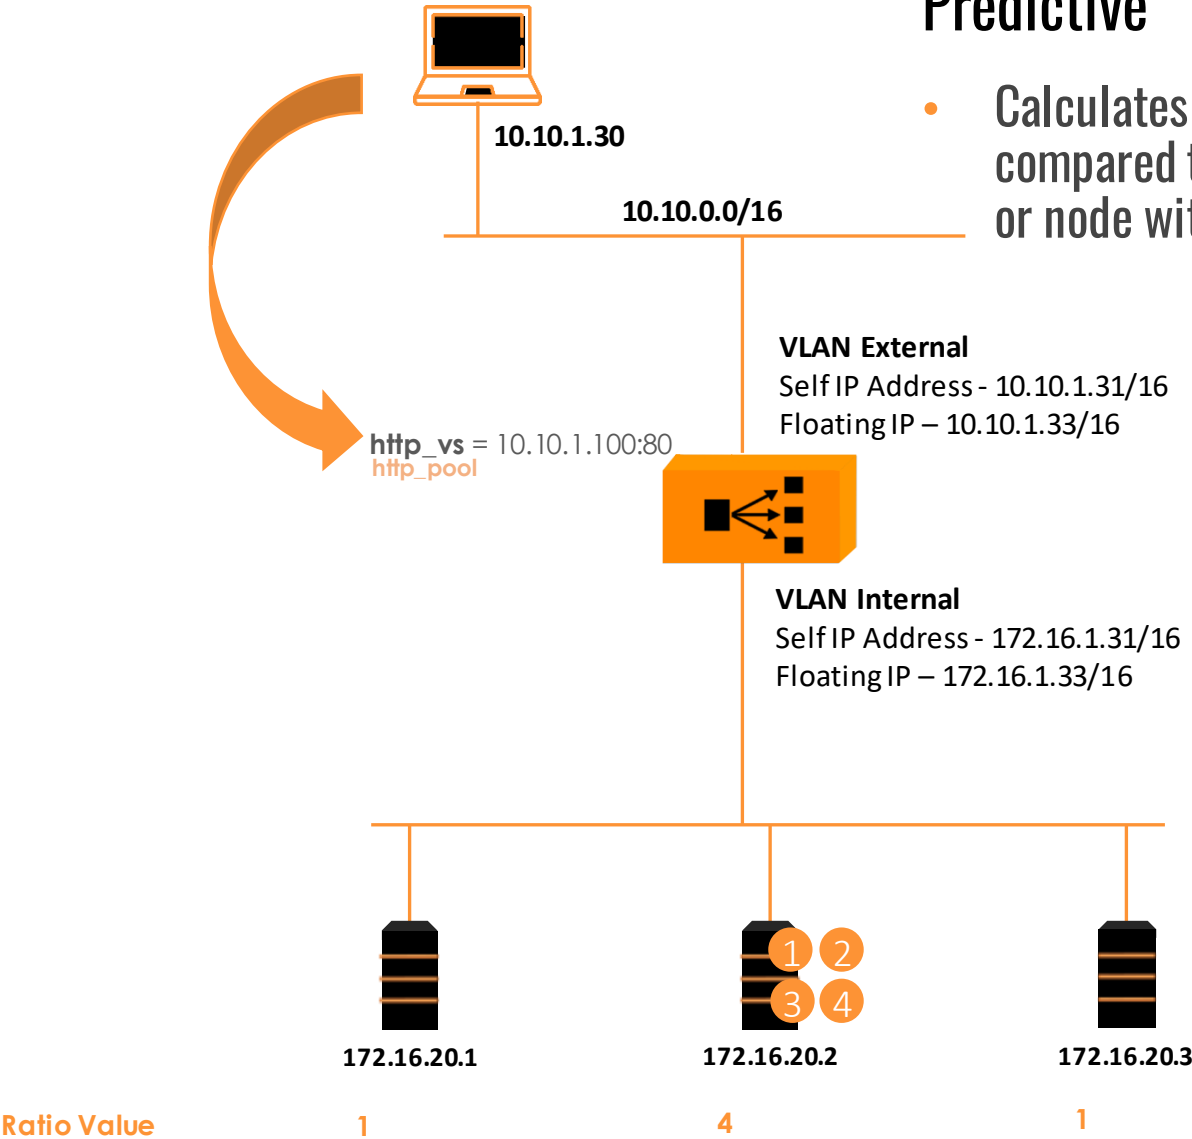 Predictive
• Calculates
compared t
or node wit
10.10.1.30
10.10.0.0/16
VLAN External
Self IP Address - 10.10.1.31/16
Floating IP – 10.10.1.33/16
http_vs = 10.10.1.100:80
http_pool
VLAN Internal
Self IP Address - 172.16.1.31/16
Floating IP – 172.16.1.33/16
1 2
3 4
172.16.20.1 172.16.20.2 172.16.20.3
Ratio Value 1 4 1